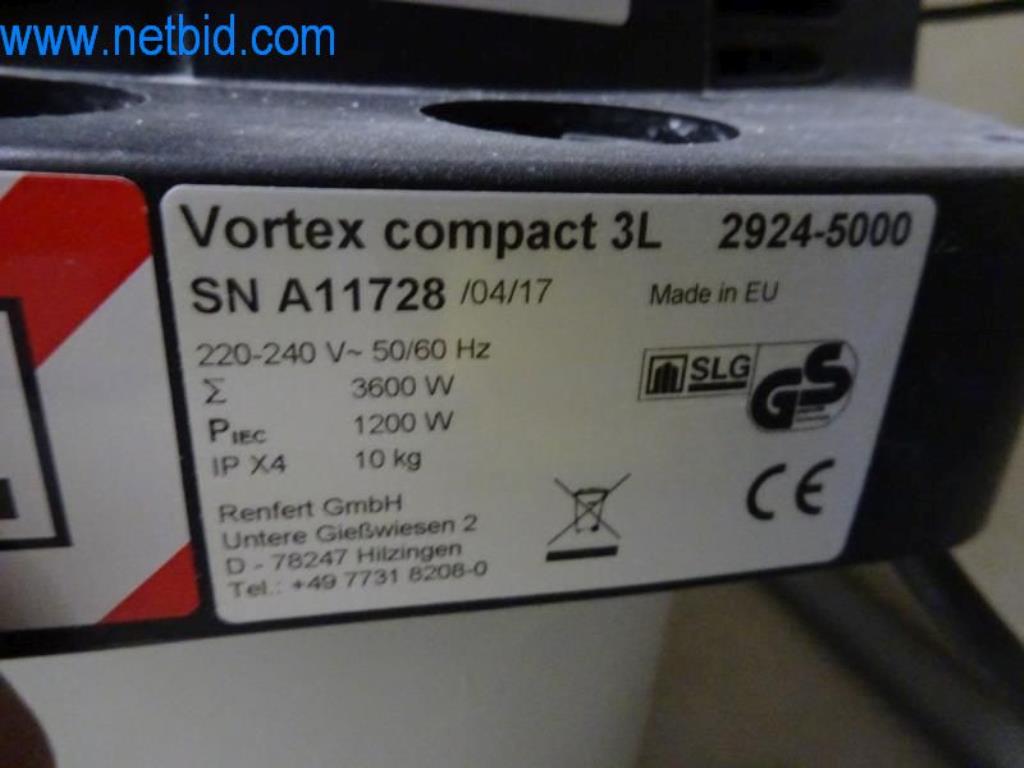 www.netbid.com
Vortex compact 3L 2924-5000
SN A11728 /04/17 Made in EU
220-240 V~ 50/60 Hz
Σ 3600 W
PIEC 1200 W
IP X4 10 kg
SLG GS
CE
Renfert GmbH
Untere Gießwiesen 2
D - 78247 Hilzingen
Tel.: +49 7731 8208-0